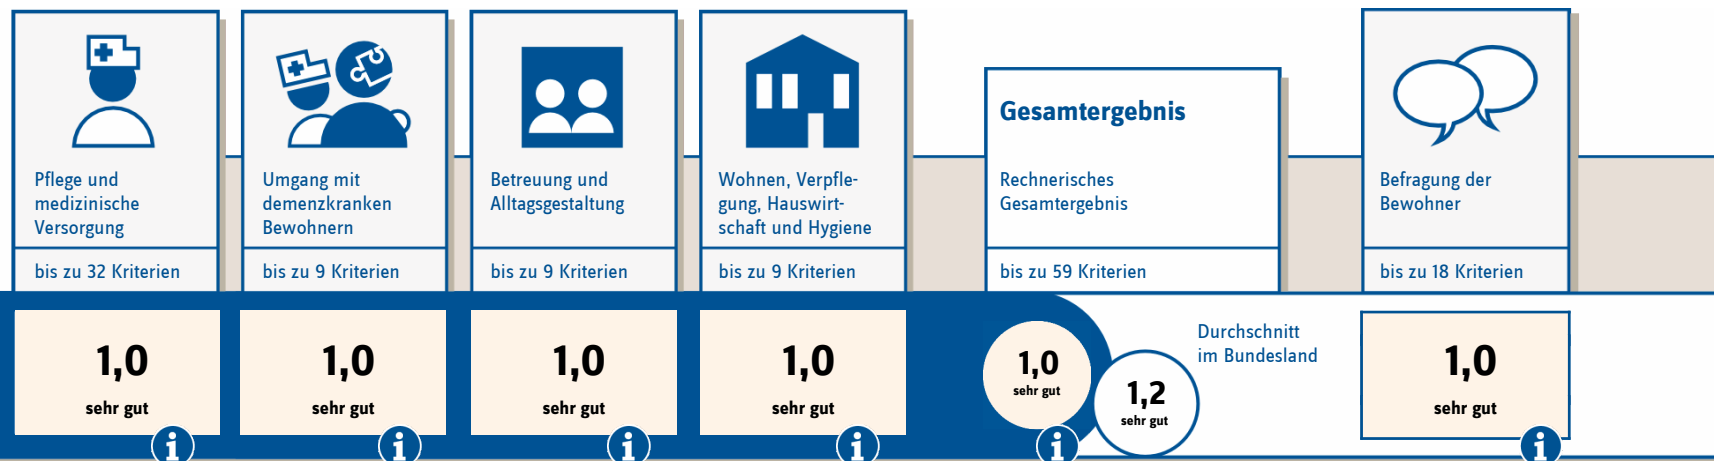 Pflege und
medizinische
Versorgung
bis zu 32 Kriterien
1,0
sehr gut
i
Umgang mit
demenzkranken
Bewohnern
bis zu 9 Kriterien
1,0
sehr gut
i
Betreuung und
Alltagsgestaltung
bis zu 9 Kriterien
1,0
sehr gut
i
Wohnen, Verpfle-
gung, Hauswirt-
schaft und Hygiene
bis zu 9 Kriterien
1,0
sehr gut
i
Gesamtergebnis
Rechnerisches
Gesamtergebnis
bis zu 59 Kriterien
1,0
sehr gut
i
1,2
sehr gut
Durchschnitt
im Bundesland
Befragung der
Bewohner
bis zu 18 Kriterien
1,0
sehr gut
i